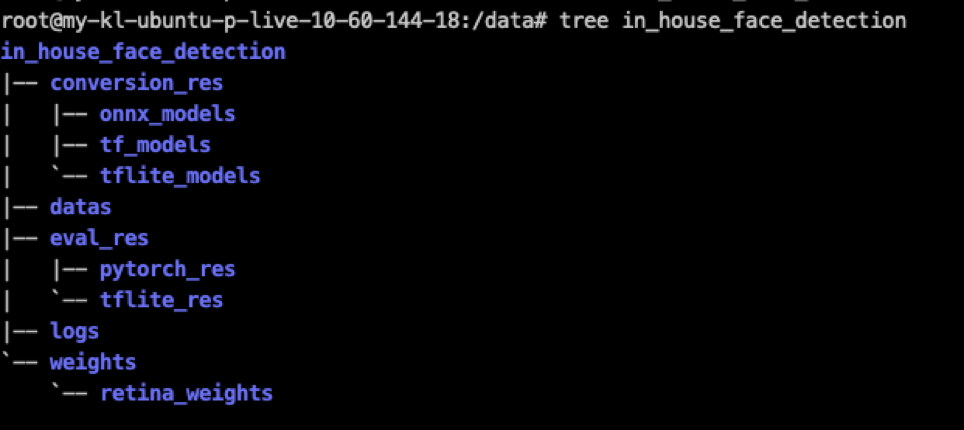 root@my-kl-ubuntu-p-live-10-60-144-18:/data# tree in_house_face_detection
in_house_face_detection
|-- conversion_res
|   |-- onnx_models
|   |-- tf_models
|   `-- tflite_models
|-- datas
|-- eval_res
|   |-- pytorch_res
|   `-- tflite_res
|-- logs
`-- weights
    `-- retina_weights